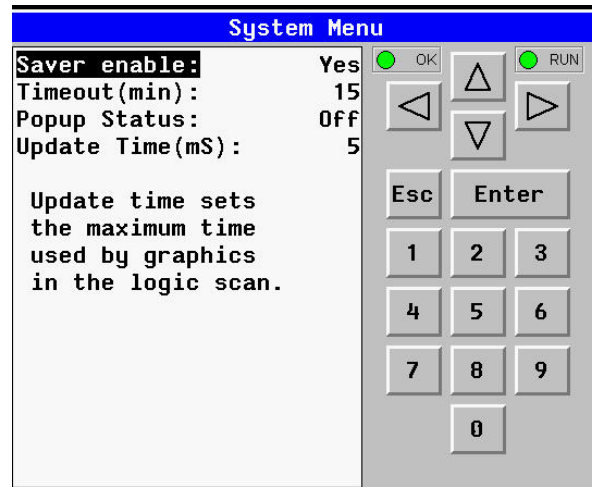 System Menu
Saver enable: Yes
Timeout(min): 15
Popup Status: Off
Update Time(mS): 5
Update time sets
the maximum time
used by graphics
in the logic scan.
OK
RUN
Esc
Enter
1
2
3
4
5
6
7
8
9
0